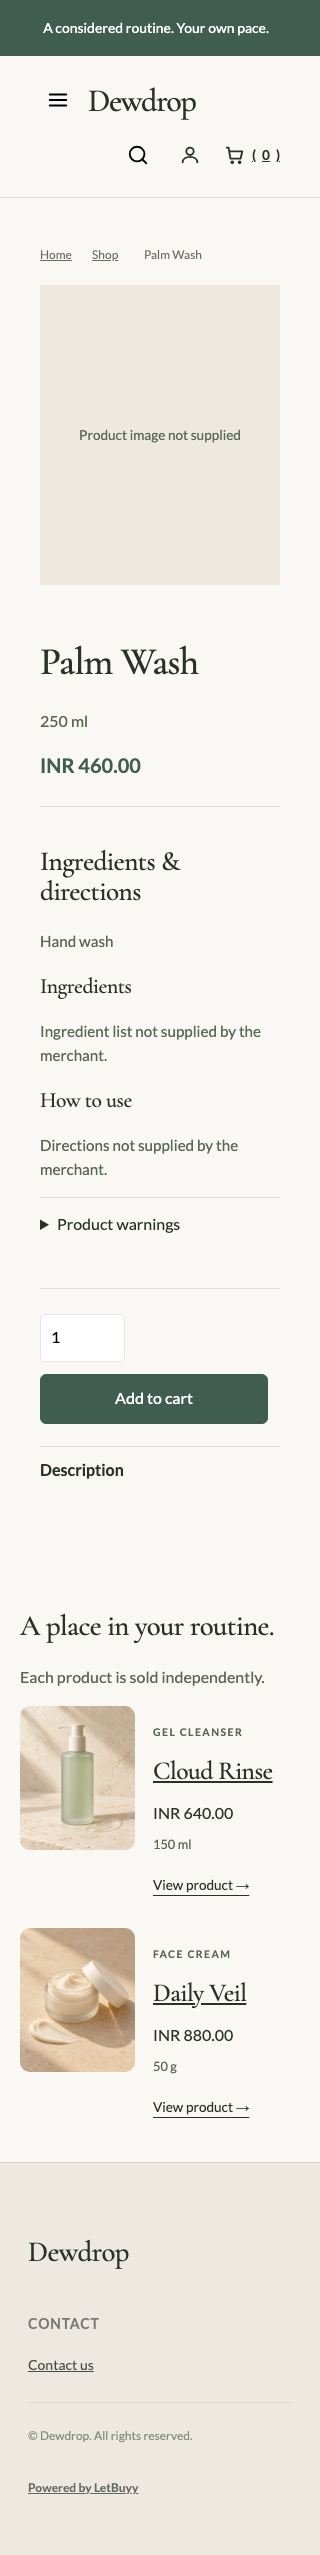 A considered routine. Your own pace.
Dewdrop
( 0 )
Home Shop Palm Wash
Product image not supplied
Palm Wash
250 ml
INR 460.00
Ingredients &
directions
Hand wash
Ingredients
Ingredient list not supplied by the
merchant.
How to use
Directions not supplied by the
merchant.
Product warnings
1
Add to cart
Description
A place in your routine.
Each product is sold independently.
GEL CLEANSER
Cloud Rinse
INR 640.00
150 ml
View product →
FACE CREAM
Daily Veil
INR 880.00
50 g
View product →
Dewdrop
CONTACT
Contact us
© Dewdrop. All rights reserved.
Powered by LetBuyy